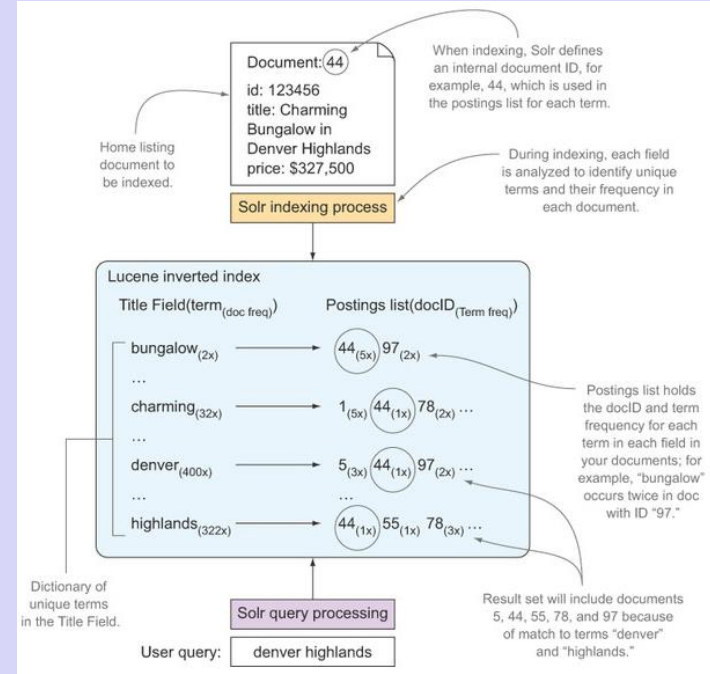 Document: 44
id: 123456
title: Charming
Bungalow in
Denver Highlands
price: $327,500
When indexing, Solr defines
an internal document ID, for
example, 44, which is used in
the postings list for each term.
Home listing
document to
be indexed.
During indexing, each field
is analyzed to identify unique
terms and their frequency in
each document.
Solr indexing process
Lucene inverted index
Title Field(term(doc freq)) Postings list(docID(Term freq))
bungalow(2x) 44(5x) 97(2x)
...
charming(32x) 1(5x) 44(1x) 78(2x) ...
...
denver(400x) 5(3x) 44(1x) 97(2x) ...
... ...
highlands(322x) 44(1x) 55(1x) 78(3x) ...
Postings list holds
the docID and term
frequency for each
term in each field in
your documents; for
example, “bungalow”
occurs twice in doc
with ID “97.”
Dictionary of
unique terms
in the Title Field.
Solr query processing
User query: denver highlands
Result set will include documents
5, 44, 55, 78, and 97 because
of match to terms “denver”
and “highlands.”